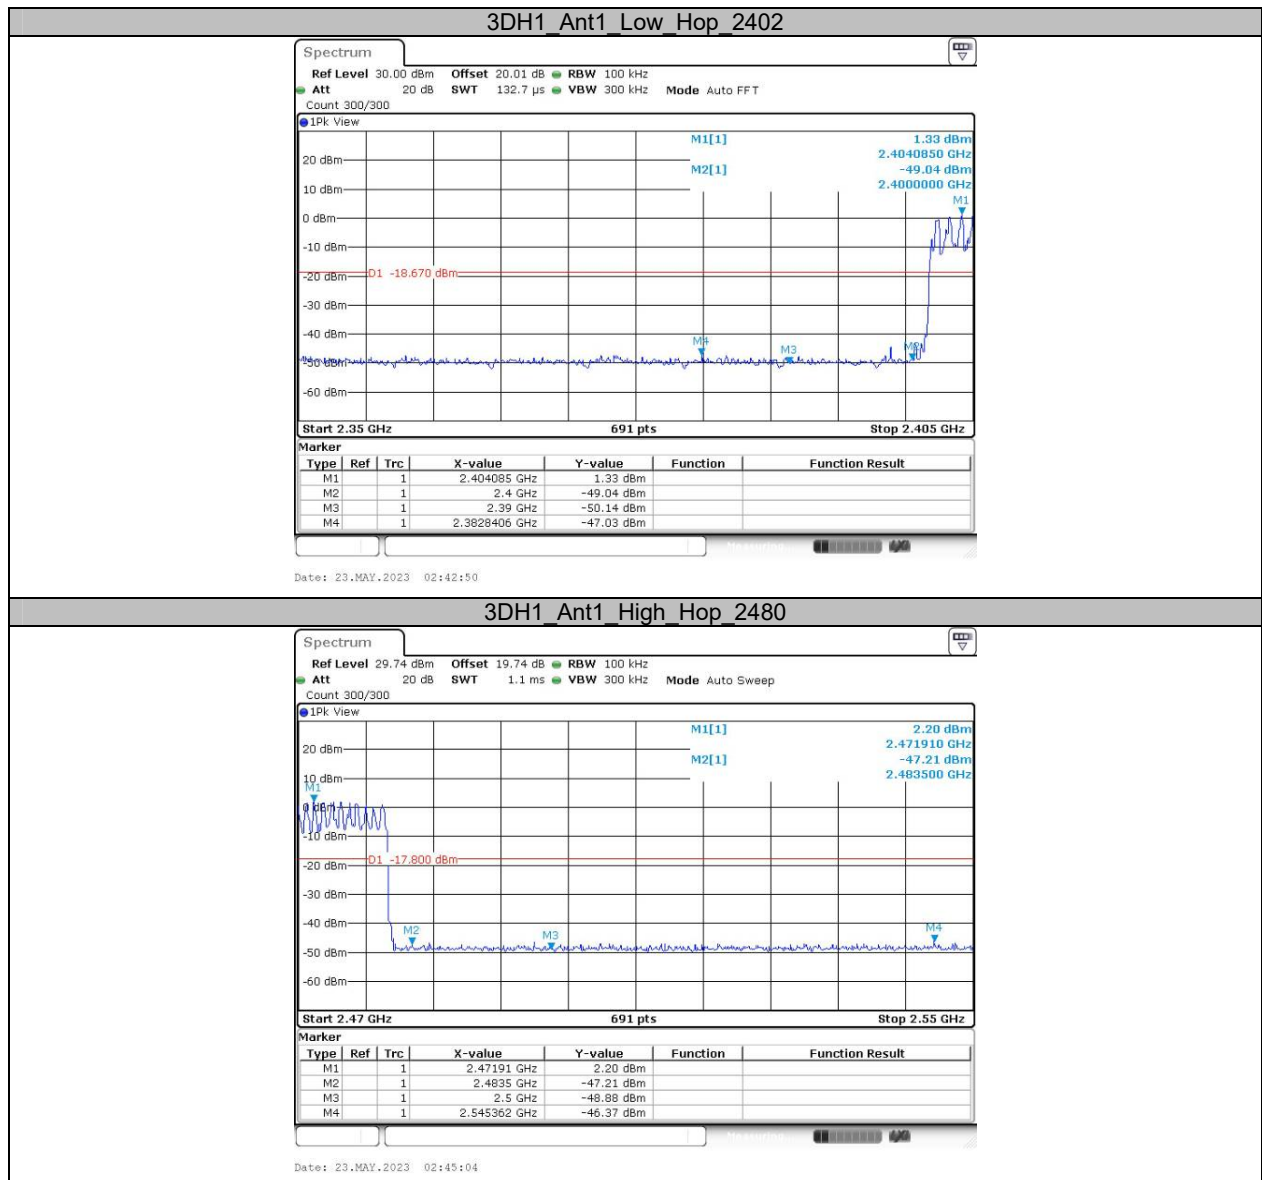 3DH1_Ant1_Low_Hop_2402
Spectrum
Ref Level 30.00 dBm Offset 20.01 dB RBW 100 kHz
Att 20 dB SWT 132.7 µs VBW 300 kHz Mode Auto FFT
Count 300/300
1Pk View
M1[1] 1.33 dBm
2.4040850 GHz
M2[1] -49.04 dBm
2.4000000 GHz
20 dBm
10 dBm
M1
0 dBm
-10 dBm
-20 dBm
D1 -18.670 dBm
-30 dBm
-40 dBm
M4
M3
M2
-50 dBm
-60 dBm
Start 2.35 GHz 691 pts Stop 2.405 GHz
Marker
Type Ref Trc X-value Y-value Function Function Result
M1 1 2.404085 GHz 1.33 dBm
M2 1 2.4 GHz -49.04 dBm
M3 1 2.39 GHz -50.14 dBm
M4 1 2.3828406 GHz -47.03 dBm
Measuring...
Date: 23.MAY.2023 02:42:50
3DH1_Ant1_High_Hop_2480
Spectrum
Ref Level 29.74 dBm Offset 19.74 dB RBW 100 kHz
Att 20 dB SWT 1.1 ms VBW 300 kHz Mode Auto Sweep
Count 300/300
1Pk View
M1[1] 2.20 dBm
2.471910 GHz
M2[1] -47.21 dBm
2.483500 GHz
20 dBm
10 dBm
M1
0 dBm
-10 dBm
-20 dBm
D1 -17.800 dBm
-30 dBm
-40 dBm
M2
M3
M4
-50 dBm
-60 dBm
Start 2.47 GHz 691 pts Stop 2.55 GHz
Marker
Type Ref Trc X-value Y-value Function Function Result
M1 1 2.47191 GHz 2.20 dBm
M2 1 2.4835 GHz -47.21 dBm
M3 1 2.5 GHz -48.88 dBm
M4 1 2.545362 GHz -46.37 dBm
Measuring...
Date: 23.MAY.2023 02:45:04